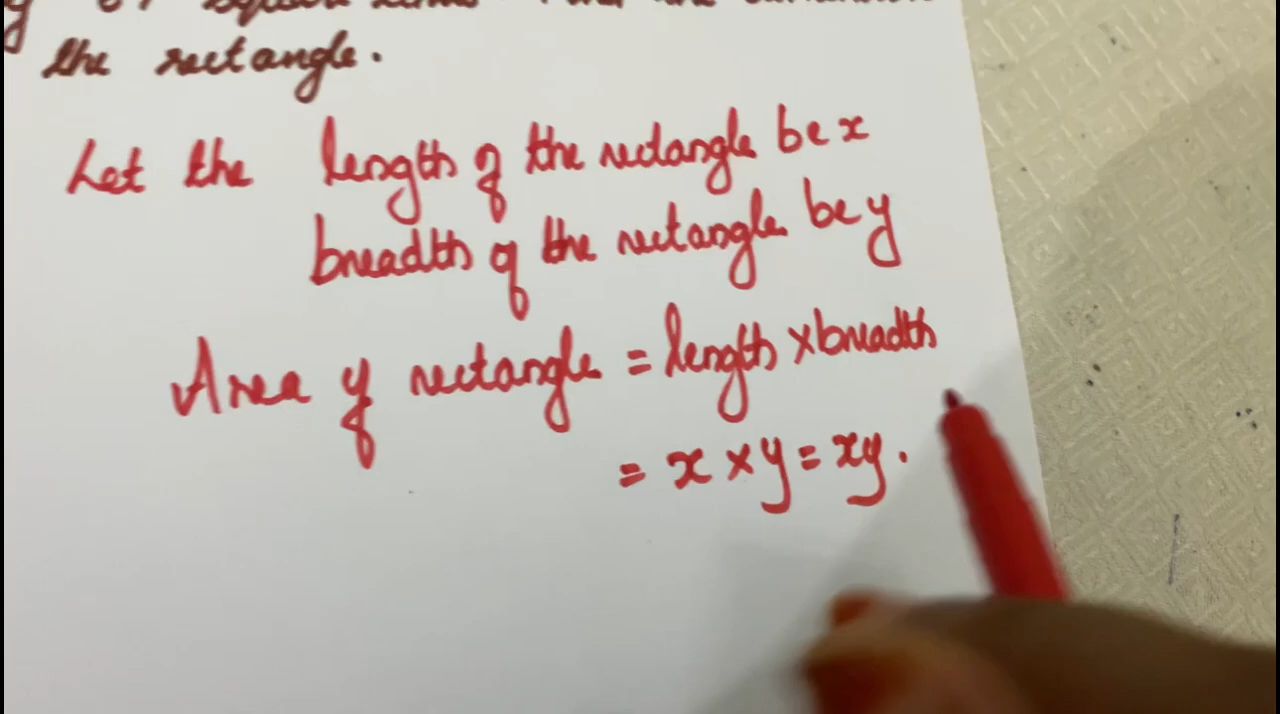 square
the rectangle.
Let the length of the rectangle be x
breadth of the rectangle be y
Area of rectangle = length × breadth
= x × y = xy.